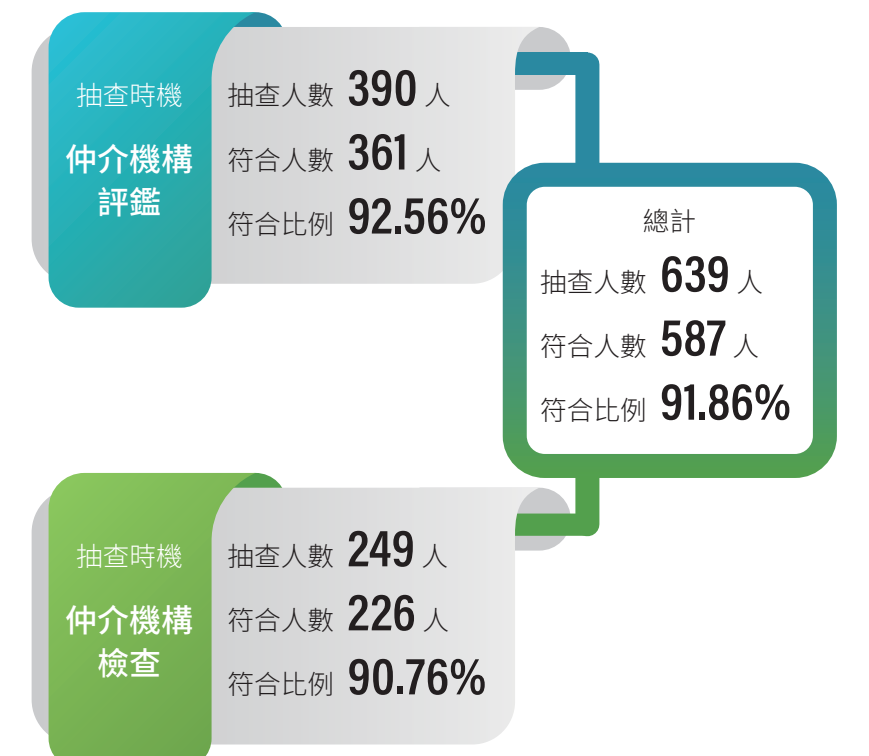 抽查時機
仲介機構
評鑑
抽查人數 390 人
符合人數 361 人
符合比例 92.56%
總計
抽查人數 639 人
符合人數 587 人
符合比例 91.86%
抽查時機
仲介機構
檢查
抽查人數 249 人
符合人數 226 人
符合比例 90.76%